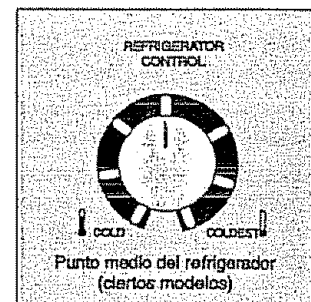 REFRIGERATOR
CONTROL
COLD COLDEST
Punto medio del refrigerador
(ciertos modelos)